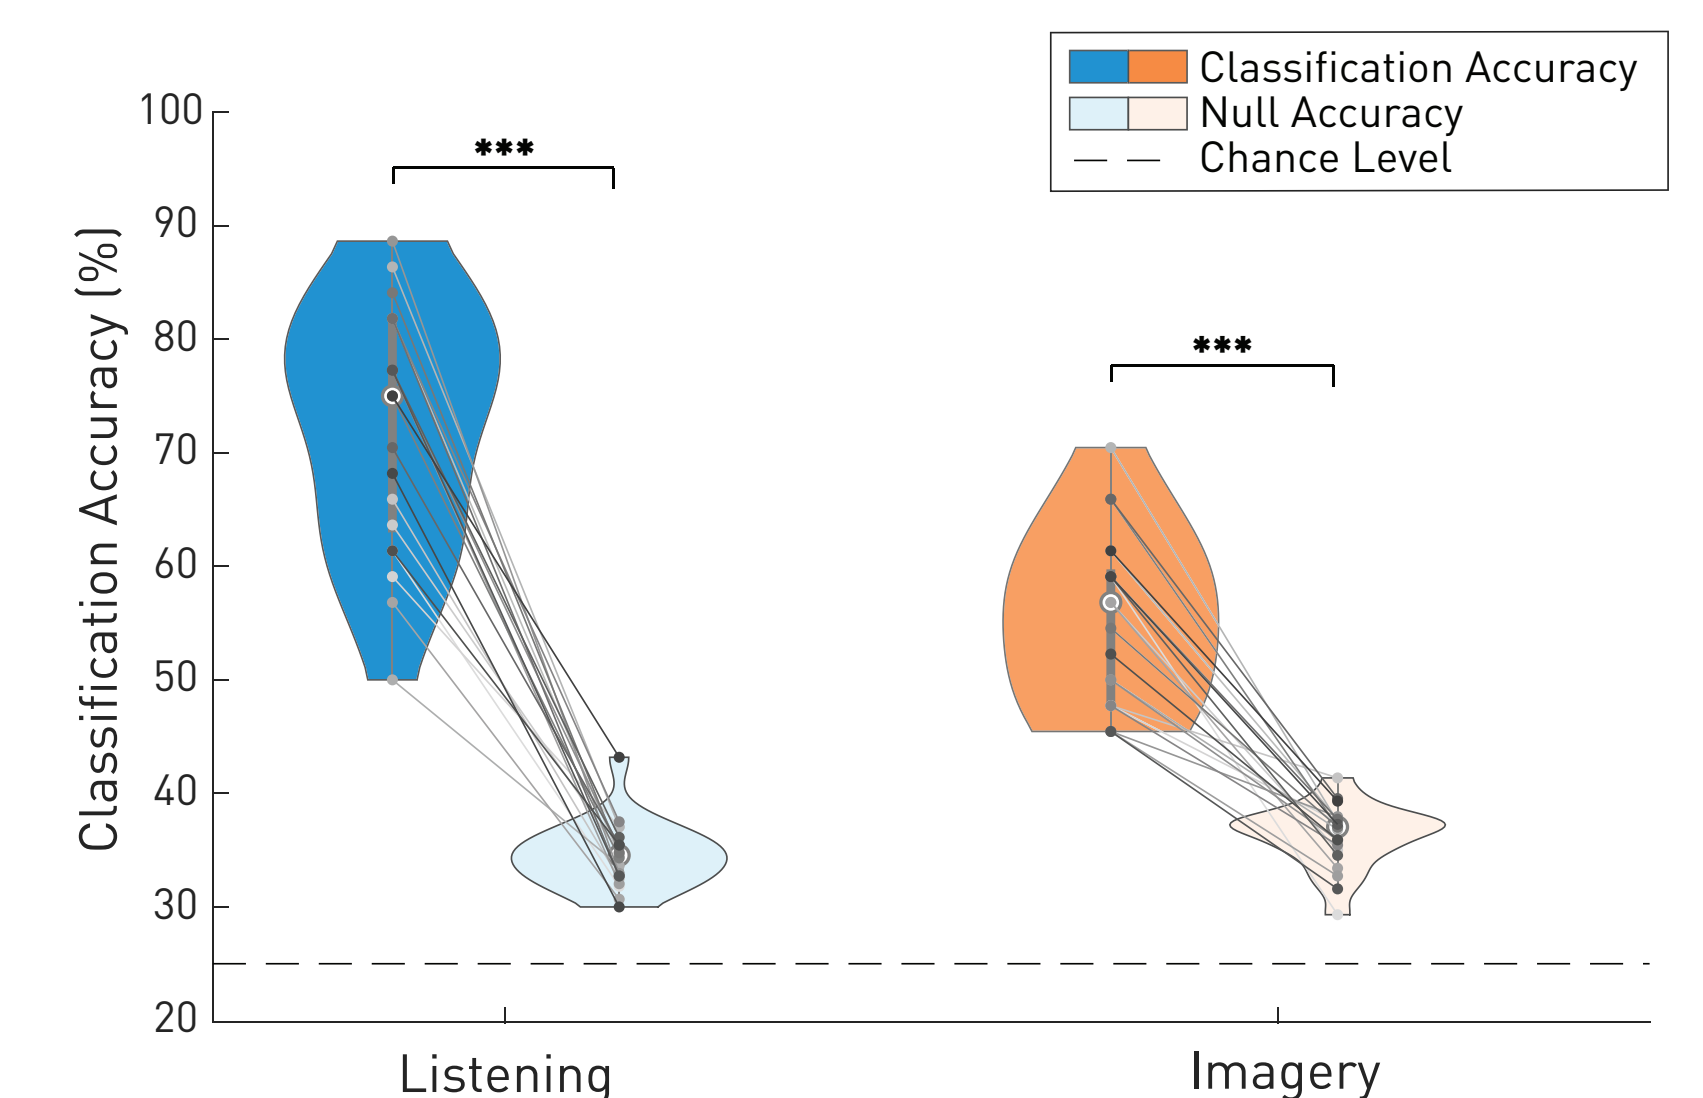 Classification Accuracy
Null Accuracy
Chance Level
Classification Accuracy (%)
100
90
80
70
60
50
40
30
20
***
***
Listening
Imagery